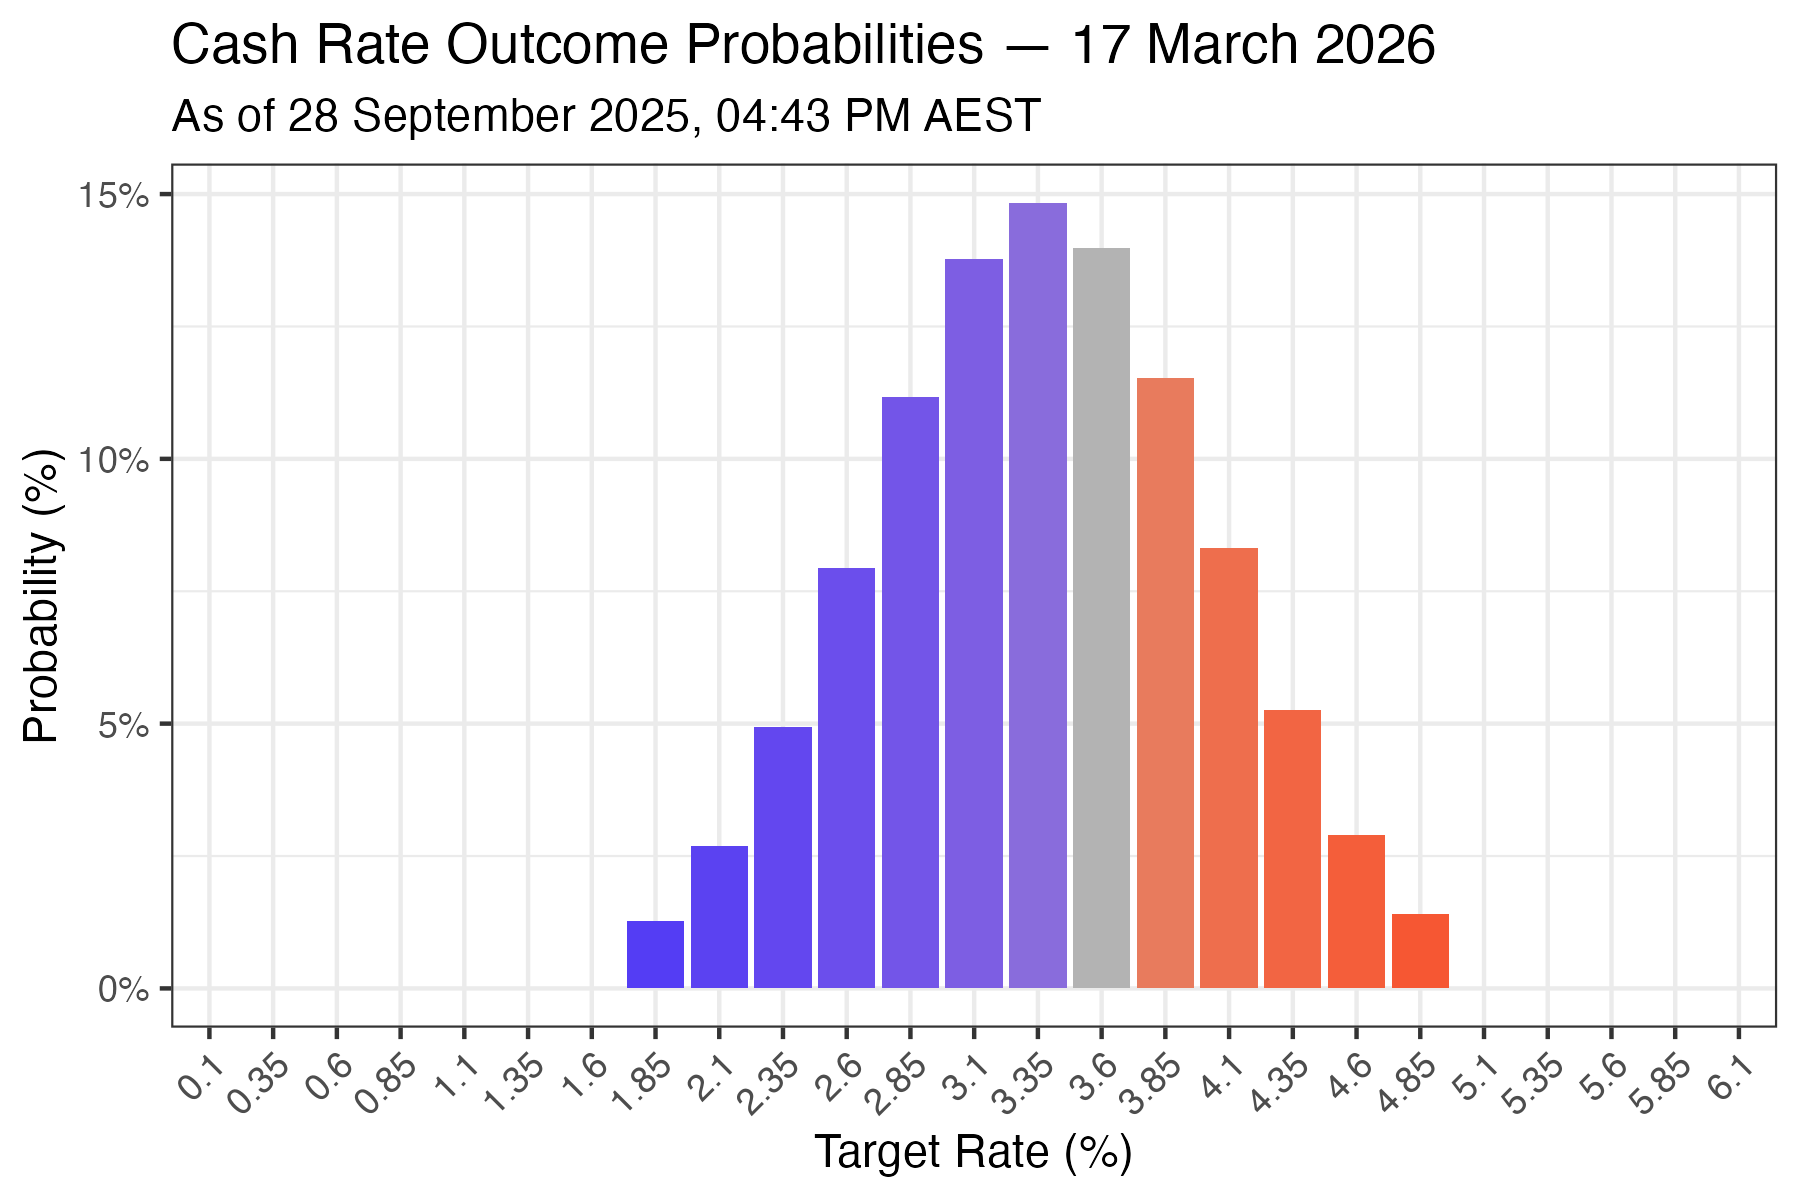 Cash Rate Outcome Probabilities — 17 March 2026
As of 28 September 2025, 04:43 PM AEST
Probability (%)
15%
10%
5%
0%
0.1 0.35 0.6 0.85 1.1 1.35 1.6 1.85 2.1 2.35 2.6 2.85 3.1 3.35 3.6 3.85 4.1 4.35 4.6 4.85 5.1 5.35 5.6 5.85 6.1
Target Rate (%)